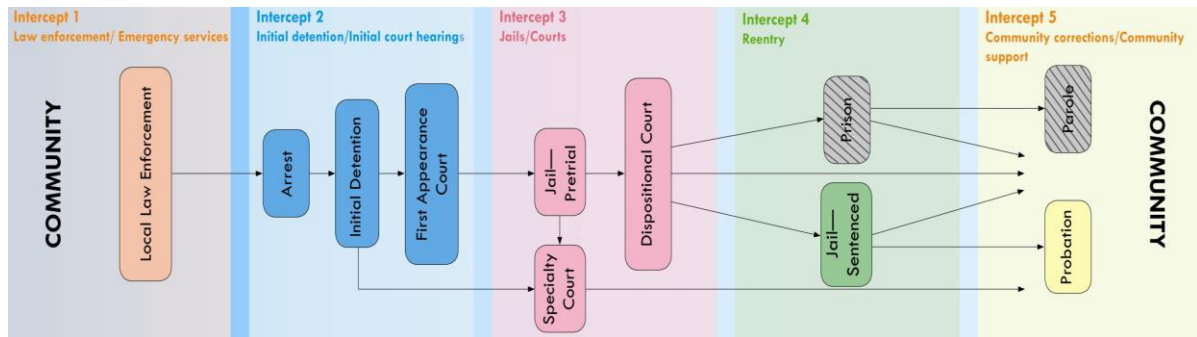 Intercept 1
Law enforcement/ Emergency services
Intercept 2
Initial detention/Initial court hearings
Intercept 3
Jails/Courts
Intercept 4
Reentry
Intercept 5
Community corrections/Community
support
COMMUNITY
Local Law Enforcement
Arrest
Initial Detention
First Appearance
Court
Jail—
Pretrial
Specialty
Court
Dispositional Court
Prison
Jail—
Sentenced
Parole
Probation
COMMUNITY